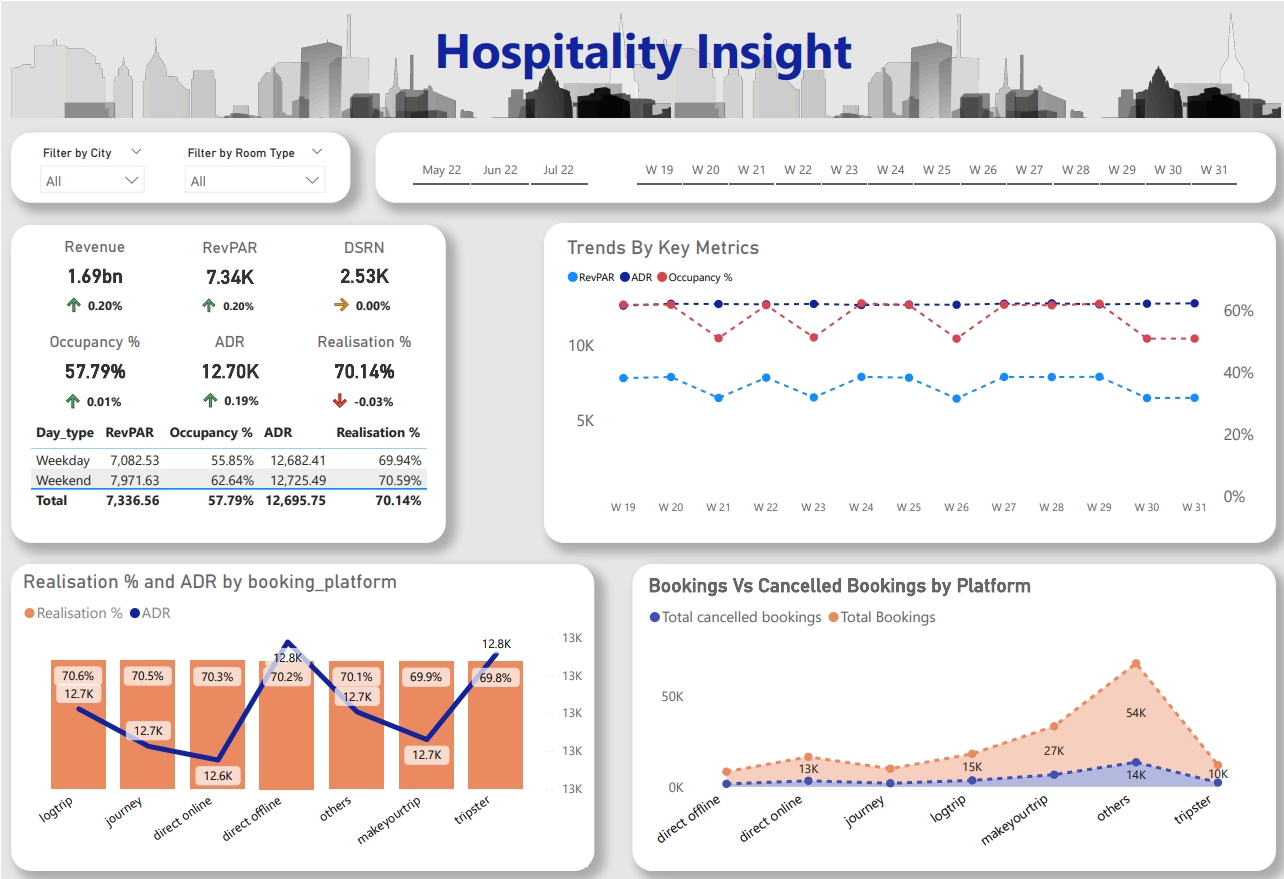 Hospitality Insight
Filter by City
All
Filter by Room Type
All
May 22 Jun 22 Jul 22
W 19 W 20 W 21 W 22 W 23 W 24 W 25 W 26 W 27 W 28 W 29 W 30 W 31
Revenue RevPAR DSRN
1.69bn 7.34K 2.53K
0.20% 0.20% 0.00%
Occupancy % ADR Realisation %
57.79% 12.70K 70.14%
0.01% 0.19% -0.03%
Day_type RevPAR Occupancy % ADR Realisation %
Weekday 7,082.53 55.85% 12,682.41 69.94%
Weekend 7,971.63 62.64% 12,725.49 70.59%
Total 7,336.56 57.79% 12,695.75 70.14%
Trends By Key Metrics
RevPAR ADR Occupancy %
10K
5K
60%
40%
20%
0%
W 19 W 20 W 21 W 22 W 23 W 24 W 25 W 26 W 27 W 28 W 29 W 30 W 31
Realisation % and ADR by booking_platform
Realisation % ADR
70.6% 70.5% 70.3% 70.2% 70.1% 69.9% 69.8%
12.7K 12.7K 12.6K 12.8K 12.7K 12.7K 12.8K
13K
13K
13K
13K
13K
logtrip journey direct online direct offline others makeyourtrip tripster
Bookings Vs Cancelled Bookings by Platform
Total cancelled bookings Total Bookings
50K
0K
13K 15K 27K 54K 10K
14K
direct offline direct online journey logtrip makeyourtrip others tripster